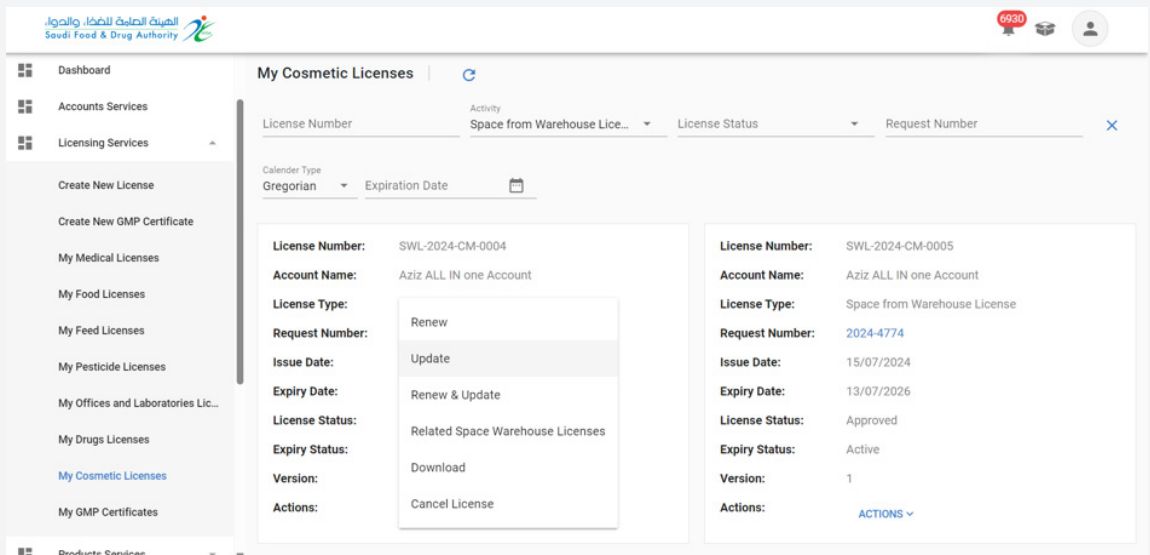 الهيئة العامة للغذاء والدواء
Saudi Food & Drug Authority
6930
Dashboard
Accounts Services
Licensing Services
Create New License
Create New GMP Certificate
My Medical Licenses
My Food Licenses
My Feed Licenses
My Pesticide Licenses
My Offices and Laboratories Lic...
My Drugs Licenses
My Cosmetic Licenses
My GMP Certificates
Products Services
My Cosmetic Licenses
License Number
Activity
Space from Warehouse Lice...
License Status
Request Number
Calender Type
Gregorian
Expiration Date
License Number: SWL-2024-CM-0004
Account Name: Aziz ALL IN one Account
License Type:
Request Number:
Issue Date:
Expiry Date:
License Status:
Expiry Status:
Version:
Actions:
Renew
Update
Renew & Update
Related Space Warehouse Licenses
Download
Cancel License
License Number: SWL-2024-CM-0005
Account Name: Aziz ALL IN one Account
License Type: Space from Warehouse License
Request Number: 2024-4774
Issue Date: 15/07/2024
Expiry Date: 13/07/2026
License Status: Approved
Expiry Status: Active
Version: 1
Actions: ACTIONS